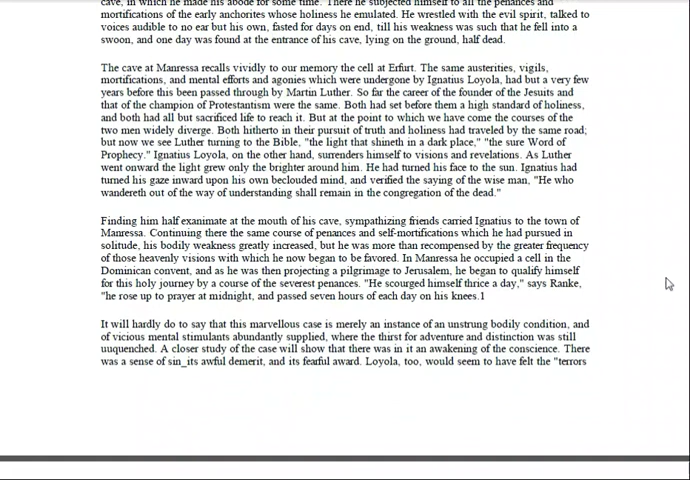 cave, in which he made his abode for some time. There he subjected himself to all the penances and
mortifications of the early anchorites whose holiness he emulated. He wrestled with the evil spirit, talked to
voices audible to no ear but his own, fasted for days on end, till his weakness was such that he fell into a
swoon, and one day was found at the entrance of his cave, lying on the ground, half dead.
The cave at Manressa recalls vividly to our memory the cell at Erfurt. The same austerities, vigils,
mortifications, and mental efforts and agonies which were undergone by Ignatius Loyola, had but a very few
years before this been passed through by Martin Luther. So far the career of the founder of the Jesuits and
that of the champion of Protestantism were the same. Both had set before them a high standard of holiness,
and both had all but sacrificed life to reach it. But at the point to which we have come the courses of the
two men widely diverge. Both hitherto in their pursuit of truth and holiness had traveled by the same road;
but now we see Luther turning to the Bible, "the light that shineth in a dark place," "the sure Word of
Prophecy." Ignatius Loyola, on the other hand, surrenders himself to visions and revelations. As Luther
went onward the light grew only the brighter around him. He had turned his face to the sun. Ignatius had
turned his gaze inward upon his own beclouded mind, and verified the saying of the wise man, "He who
wandereth out of the way of understanding shall remain in the congregation of the dead."
Finding him half exanimate at the mouth of his cave, sympathizing friends carried Ignatius to the town of
Manressa. Continuing there the same course of penances and self-mortifications which he had pursued in
solitude, his bodily weakness greatly increased, but he was more than recompensed by the greater frequency
of those heavenly visions with which he now began to be favored. In Manressa he occupied a cell in the
Dominican convent, and as he was then projecting a pilgrimage to Jerusalem, he began to qualify himself
for this holy journey by a course of the severest penances. "He scourged himself thrice a day," says Ranke,
"he rose up to prayer at midnight, and passed seven hours of each day on his knees.1
It will hardly do to say that this marvellous case is merely an instance of an unstrung bodily condition, and
of vicious mental stimulants abundantly supplied, where the thirst for adventure and distinction was still
uuquenched. A closer study of the case will show that there was in it an awakening of the conscience. There
was a sense of sin_its awful demerit, and its fearful award. Loyola, too, would seem to have felt the "terrors